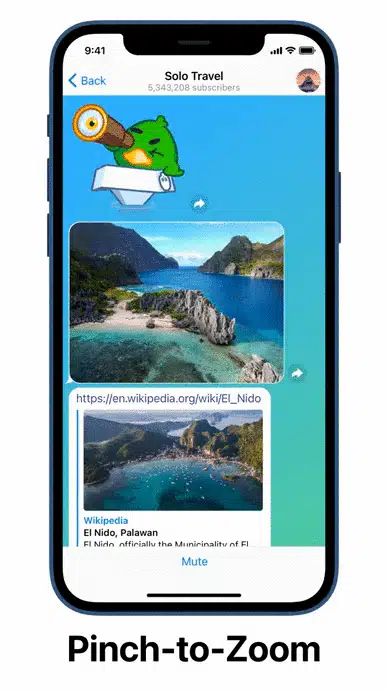 9:41
Back
Solo Travel
5,343,208 subscribers
https://en.wikipedia.org/wiki/El_Nido
Wikipedia
El Nido, Palawan
El Nido, officially the Municipality of El
Mute
Pinch-to-Zoom